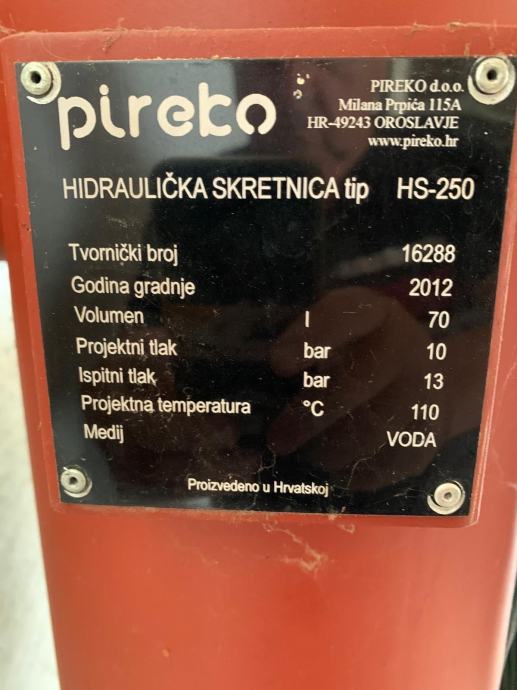 pireko
PIREKO d.o.o.
Milana Prpića 115A
HR-49243 OROSLAVJE
www.pireko.hr
HIDRAULIČKA SKRETNICA tip HS-250
Tvornički broj 16288
Godina gradnje 2012
Volumen l 70
Projektni tlak bar 10
Ispitni tlak bar 13
Projektna temperatura °C 110
Medij VODA
Proizvedeno u Hrvatskoj